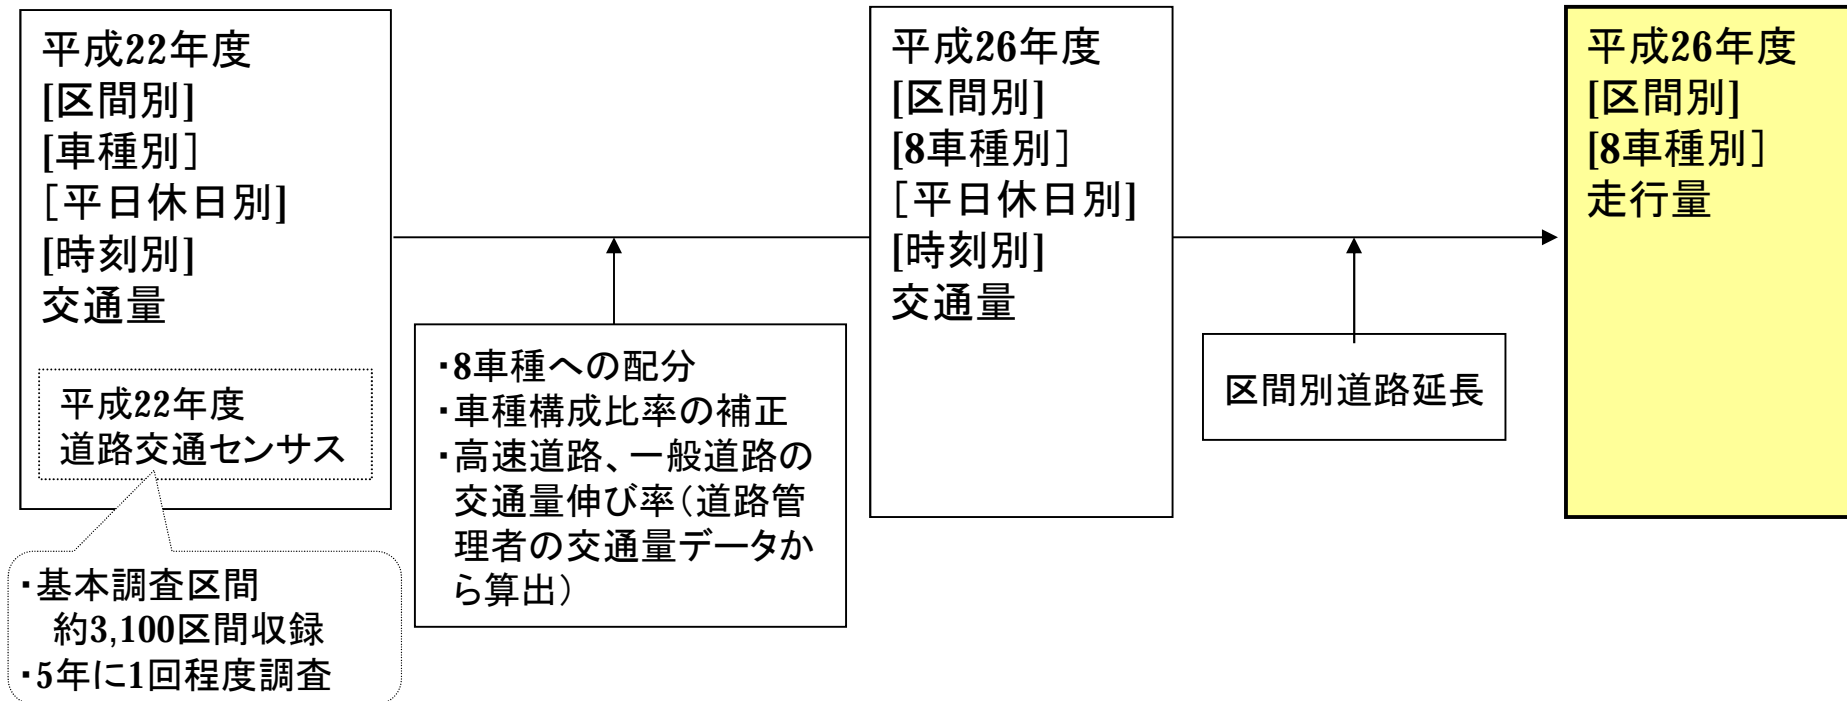 平成22年度
[区間別]
[車種別］
［平日休日別]
[時刻別]
交通量
平成22年度
道路交通センサス
・基本調査区間
約3,100区間収録
・5年に1回程度調査
・8車種への配分
・車種構成比率の補正
・高速道路、一般道路の
交通量伸び率（道路管
理者の交通量データか
ら算出）
平成26年度
[区間別]
[8車種別］
［平日休日別]
[時刻別]
交通量
区間別道路延長
平成26年度
[区間別]
[8車種別］
走行量